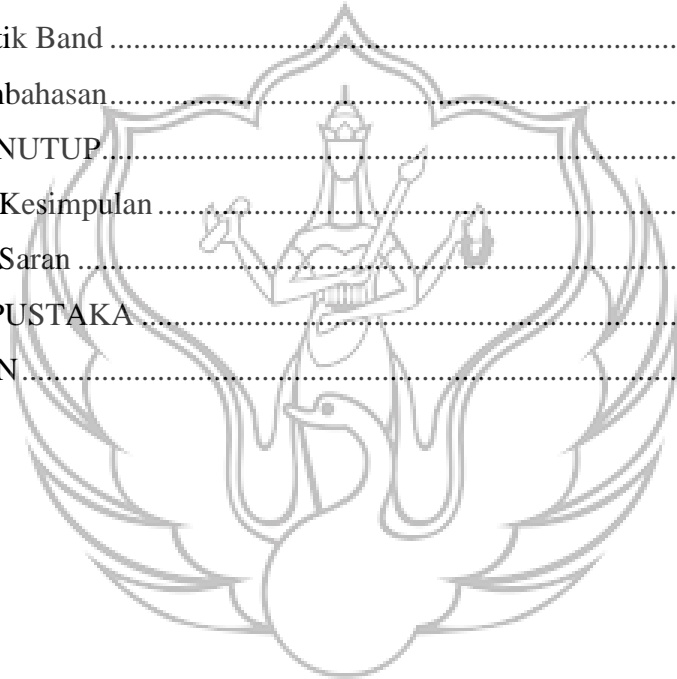 tik Band ..............................................................................
nbahasan..............................................................................
NUTUP..............................................................................
Kesimpulan ..............................................................................
Saran ..............................................................................
PUSTAKA ..............................................................................
N ..............................................................................